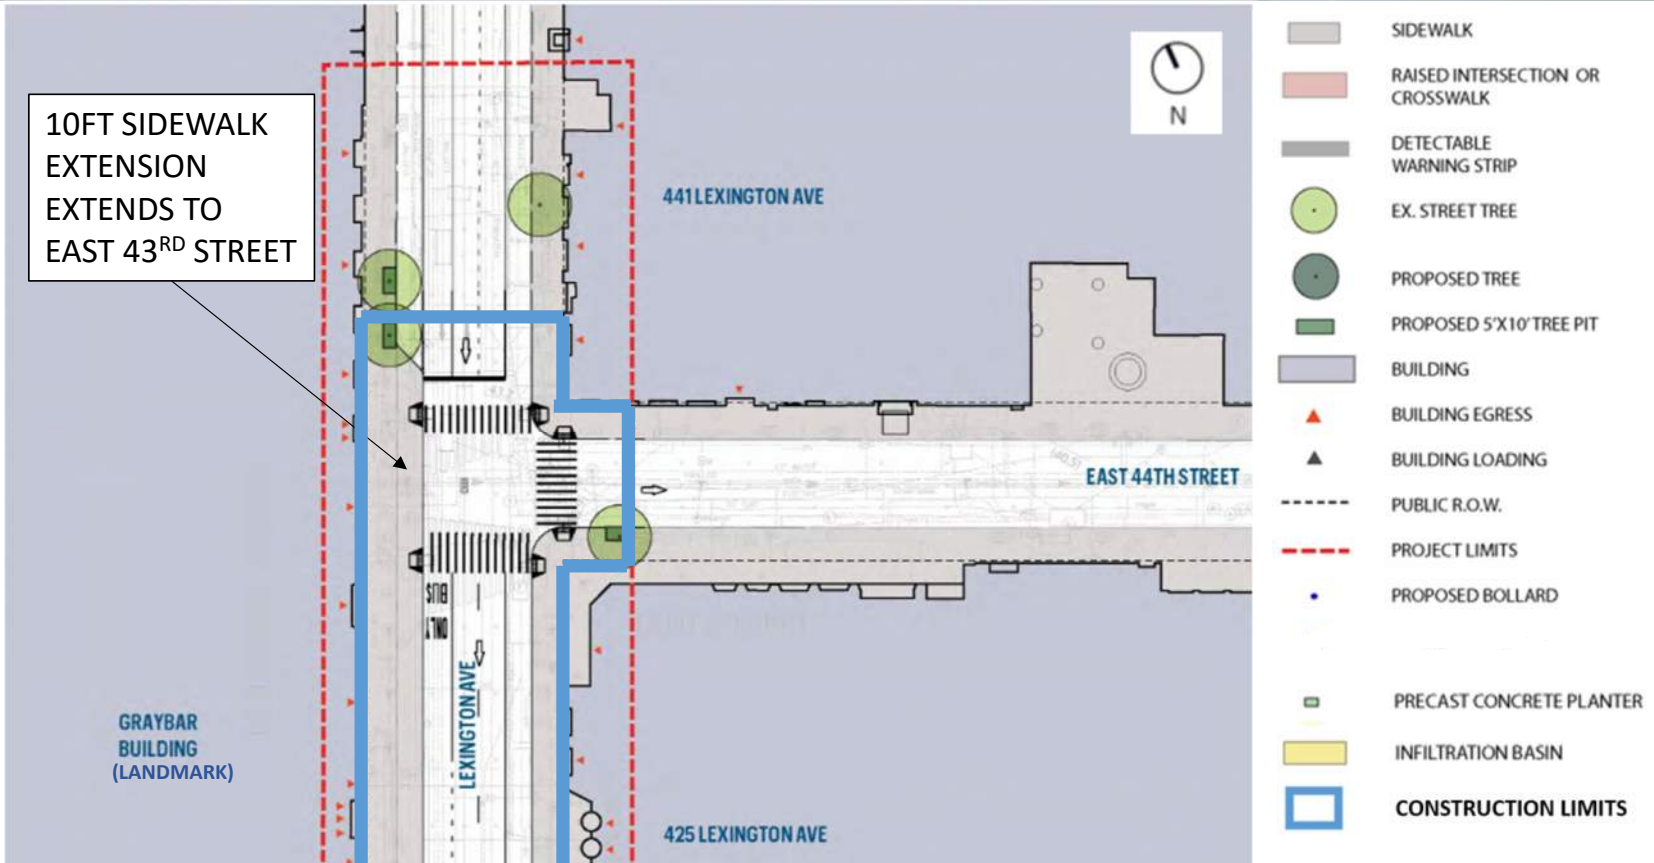 10FT SIDEWALK
EXTENSION
EXTENDS TO
EAST 43RD STREET
N
441 LEXINGTON AVE
EAST 44TH STREET
BUS
ONLY
LEXINGTON AVE
GRAYBAR
BUILDING
(LANDMARK)
425 LEXINGTON AVE
SIDEWALK
RAISED INTERSECTION OR
CROSSWALK
DETECTABLE
WARNING STRIP
EX. STREET TREE
PROPOSED TREE
PROPOSED 5'X10' TREE PIT
BUILDING
BUILDING EGRESS
BUILDING LOADING
PUBLIC R.O.W.
PROJECT LIMITS
PROPOSED BOLLARD
PRECAST CONCRETE PLANTER
INFILTRATION BASIN
CONSTRUCTION LIMITS